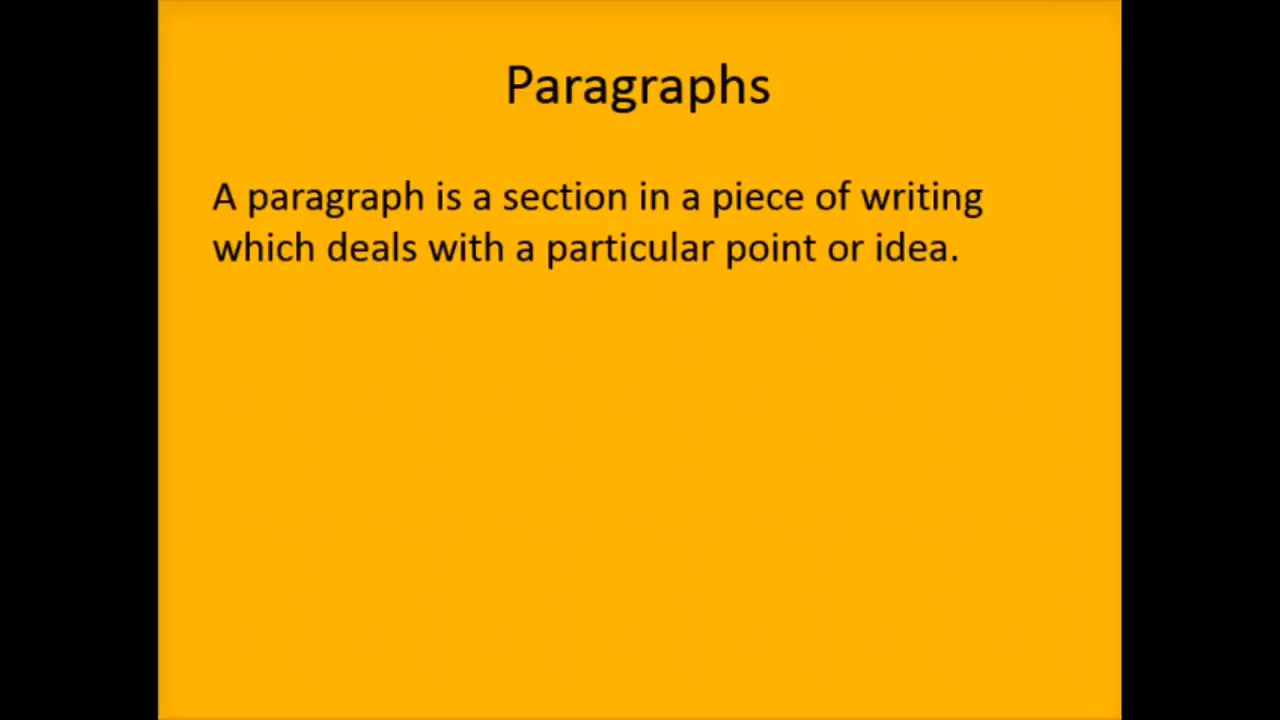 Paragraphs
A paragraph is a section in a piece of writing
which deals with a particular point or idea.